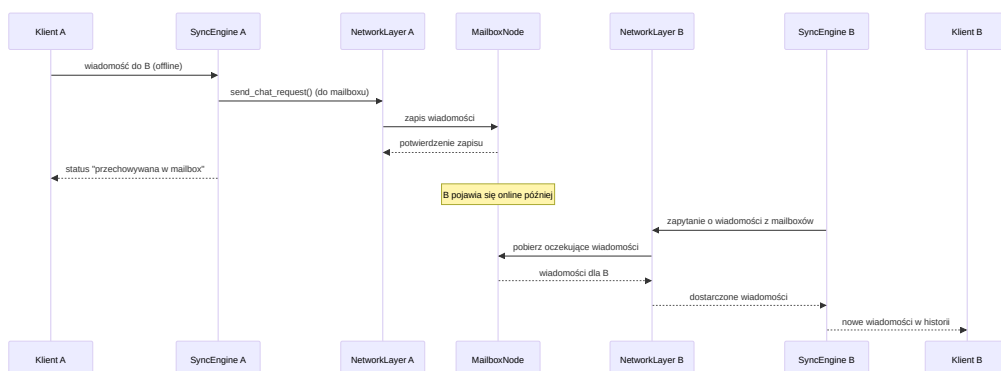 Klient A
SyncEngine A
NetworkLayer A
MailboxNode
NetworkLayer B
SyncEngine B
Klient B
wiadomość do B (offline)
send_chat_request() (do mailboxu)
zapis wiadomości
potwierdzenie zapisu
status "przechowywana w mailbox"
B pojawia się online później
zapytanie o wiadomości z mailboxów
pobierz oczekujące wiadomości
wiadomości dla B
dostarczone wiadomości
nowe wiadomości w historii
Klient A
SyncEngine A
NetworkLayer A
MailboxNode
NetworkLayer B
SyncEngine B
Klient B